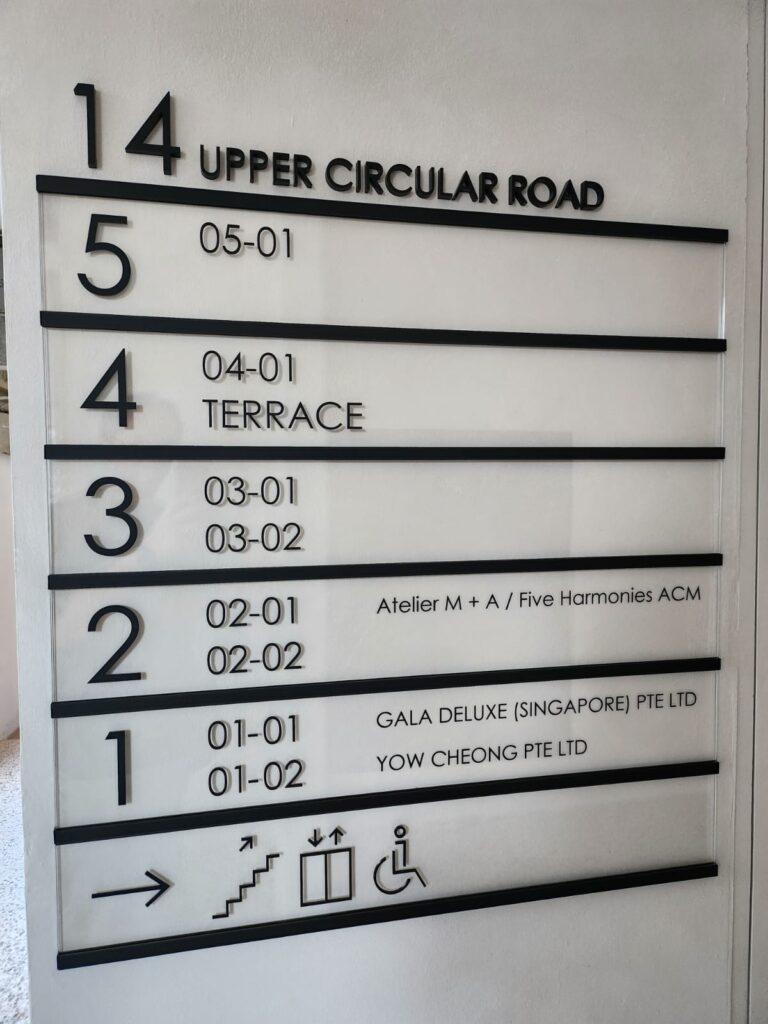 14 UPPER CIRCULAR ROAD
5 05-01
4 04-01
TERRACE
3 03-01
03-02
2 02-01 Atelier M + A / Five Harmonies ACM
02-02
1 01-01 GALA DELUXE (SINGAPORE) PTE LTD
01-02 YOW CHEONG PTE LTD